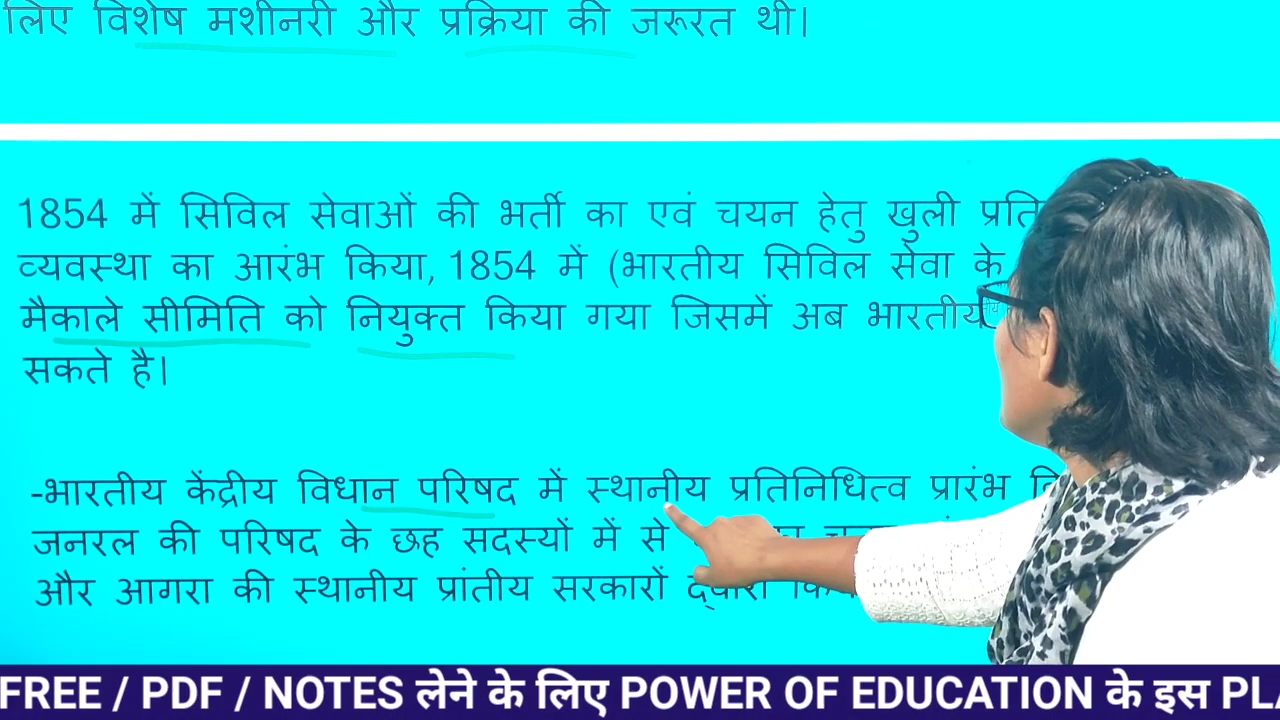 लिए विशेष मशीनरी और प्रक्रिया की जरूरत थी।
1854 में सिविल सेवाओं की भर्ती का एवं चयन हेतु खुली
व्यवस्था का आरंभ किया, 1854 में (भारतीय सिविल सेवा के
मैकाले सीमिति को नियुक्त किया गया जिसमें अब भारतीय
सकते है।
-भारतीय केंद्रीय विधान परिषद में स्थानीय प्रतिनिधित्व प्रारंभ
जनरल की परिषद के छह सदस्यों में से
और आगरा की स्थानीय प्रांतीय सरकारों द्वारा
FREE / PDF / NOTES लेने के लिए POWER OF EDUCATION के इस